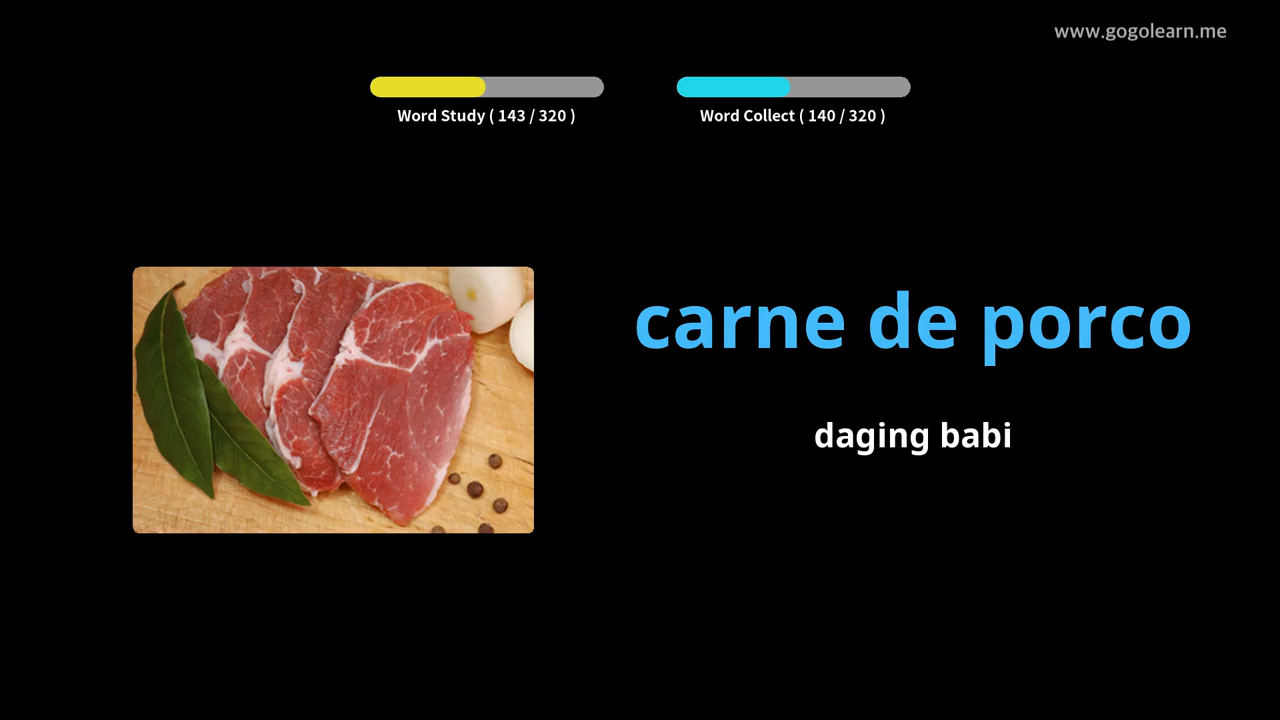 www.gogolearn.me
Word Study ( 143 / 320 )
Word Collect ( 140 / 320 )
carne de porco
daging babi